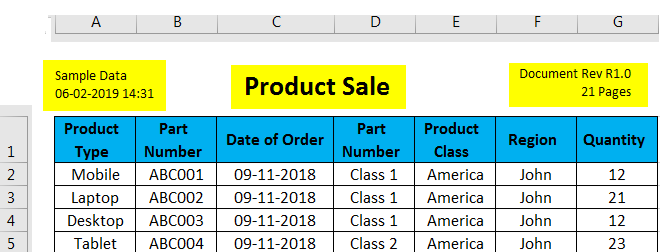 A B C D E F G
Sample Data
06-02-2019 14:31
Product Sale
Document Rev R1.0
21 Pages
Product Type Part Number Date of Order Part Number Product Class Region Quantity
1
2 Mobile ABC001 09-11-2018 Class 1 America John 12
3 Laptop ABC002 09-11-2018 Class 1 America John 21
4 Desktop ABC003 09-11-2018 Class 1 America John 12
5 Tablet ABC004 09-11-2018 Class 2 America John 23